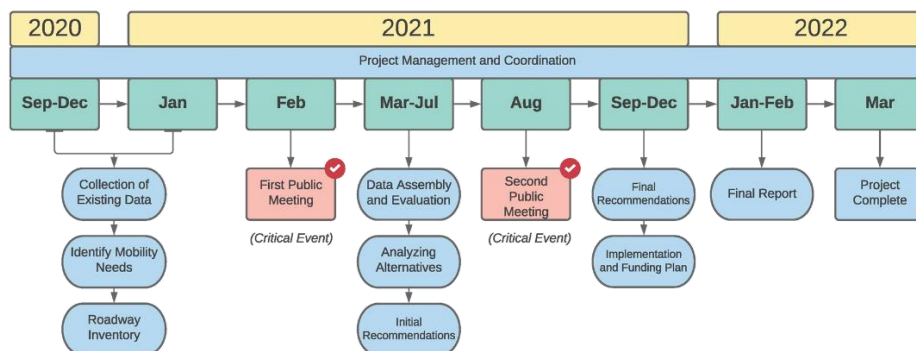 2020
2021
2022
Project Management and Coordination
Sep-Dec
Jan
Feb
Mar-Jul
Aug
Sep-Dec
Jan-Feb
Mar
Collection of
Existing Data
Identify Mobility
Needs
Roadway
Inventory
First Public
Meeting
(Critical Event)
Data Assembly
and Evaluation
Analyzing
Alternatives
Initial
Recommendations
Second
Public
Meeting
(Critical Event)
Final
Recommendations
Implementation
and Funding Plan
Final Report
Project
Complete